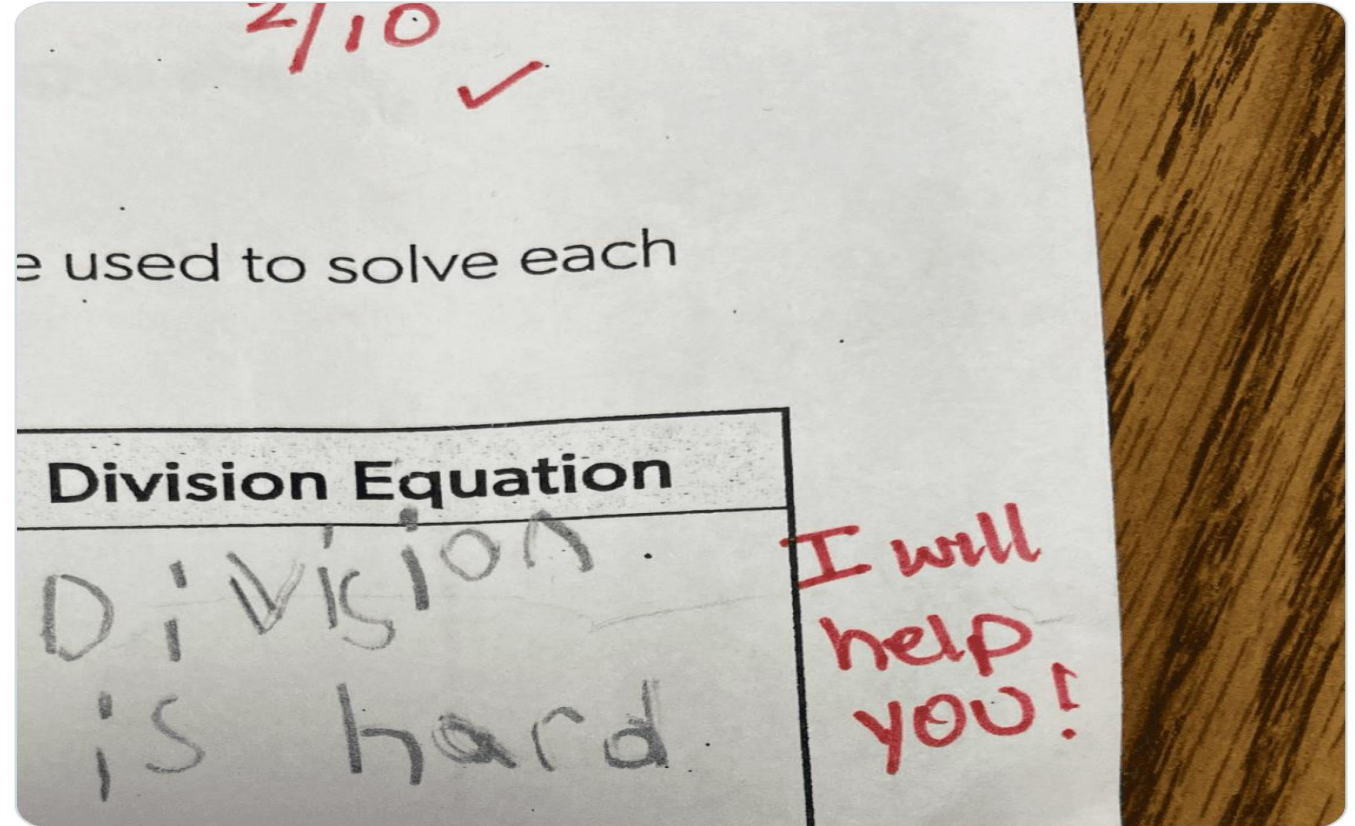 2/10
e used to solve each
Division Equation
Division
is hard
I will
help
you!